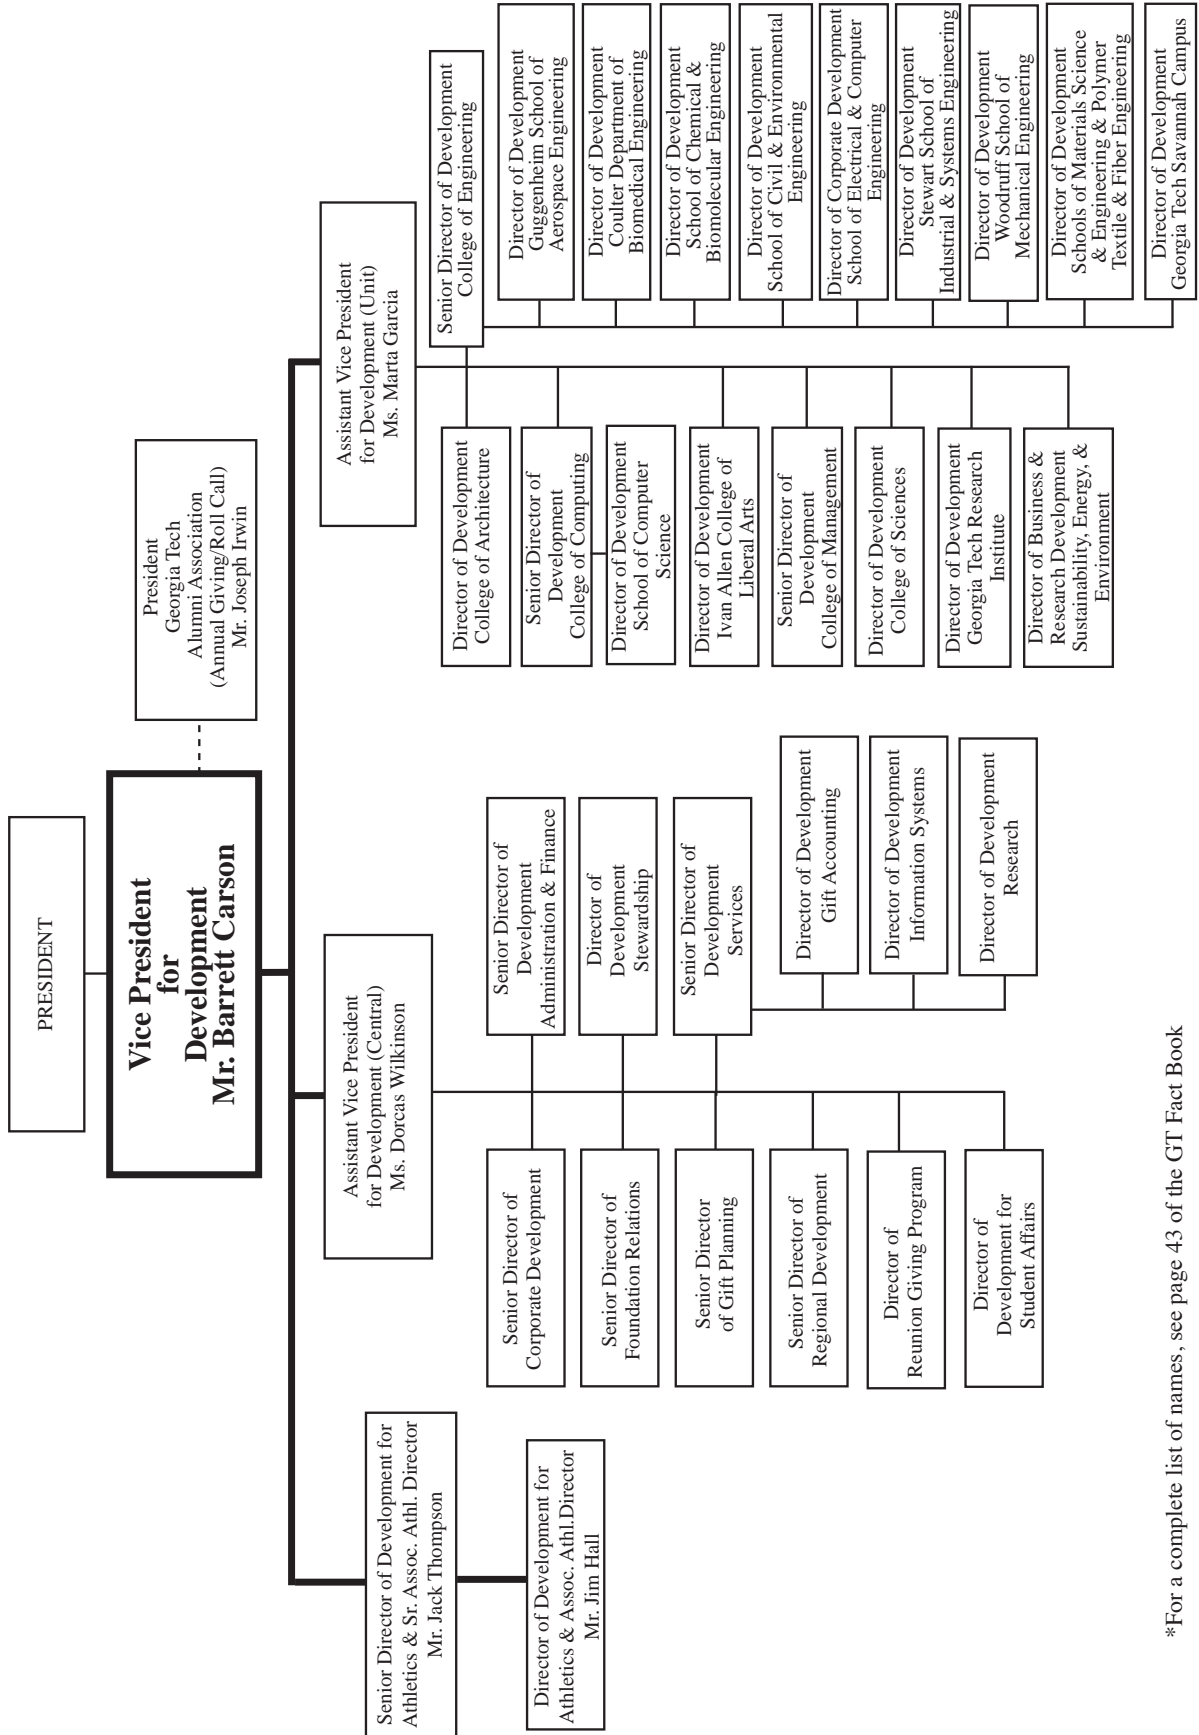 PRESIDENT
Vice President
for
Development
Mr. Barrett Carson
President
Georgia Tech
Alumni Association
(Annual Giving/Roll Call)
Mr. Joseph Irwin
Senior Director of Development for
Athletics & Sr. Assoc. Athl. Director
Mr. Jack Thompson
Director of Development for
Athletics & Assoc. Athl.Director
Mr. Jim Hall
Assistant Vice President
for Development (Central)
Ms. Dorcas Wilkinson
Senior Director of
Corporate Development
Senior Director of
Foundation Relations
Senior Director
of Gift Planning
Senior Director of
Regional Development
Director of
Reunion Giving Program
Director of
Development for
Student Affairs
Senior Director of
Development
Administration & Finance
Director of
Development
Stewardship
Senior Director of
Development
Services
Director of Development
Gift Accounting
Director of Development
Information Systems
Director of Development
Research
Assistant Vice President
for Development (Unit)
Ms. Marta Garcia
Director of Development
College of Architecture
Senior Director of
Development
College of Computing
Director of Development
School of Computer
Science
Director of Development
Ivan Allen College of
Liberal Arts
Senior Director of
Development
College of Management
Director of Development
College of Sciences
Director of Development
Georgia Tech Research
Institute
Director of Business &
Research Development
Sustainability, Energy, &
Environment
Senior Director of Development
College of Engineering
Director of Development
Guggenheim School of
Aerospace Engineering
Director of Development
Coulter Department of
Biomedical Engineering
Director of Development
School of Chemical &
Biomolecular Engineering
Director of Development
School of Civil & Environmental
Engineering
Director of Corporate Development
School of Electrical & Computer
Engineering
Director of Development
Stewart School of
Industrial & Systems Engineering
Director of Development
Woodruff School of
Mechanical Engineering
Director of Development
Schools of Materials Science
& Engineering & Polymer
Textile & Fiber Engineering
Director of Development
Georgia Tech Savannah Campus
*For a complete list of names, see page 43 of the GT Fact Book